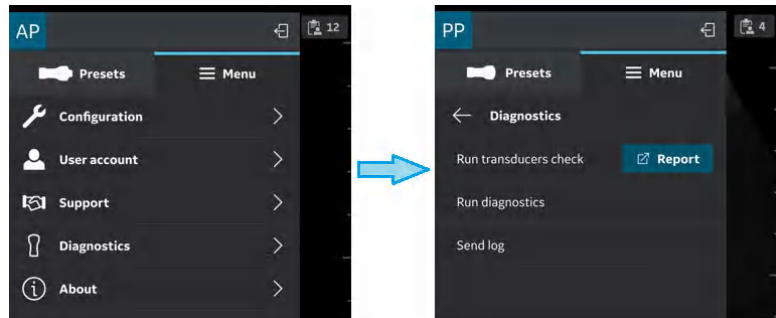 AP
12
Presets
Menu
Configuration
User account
Support
Diagnostics
About
PP
4
Presets
Menu
Diagnostics
Run transducers check
Report
Run diagnostics
Send log